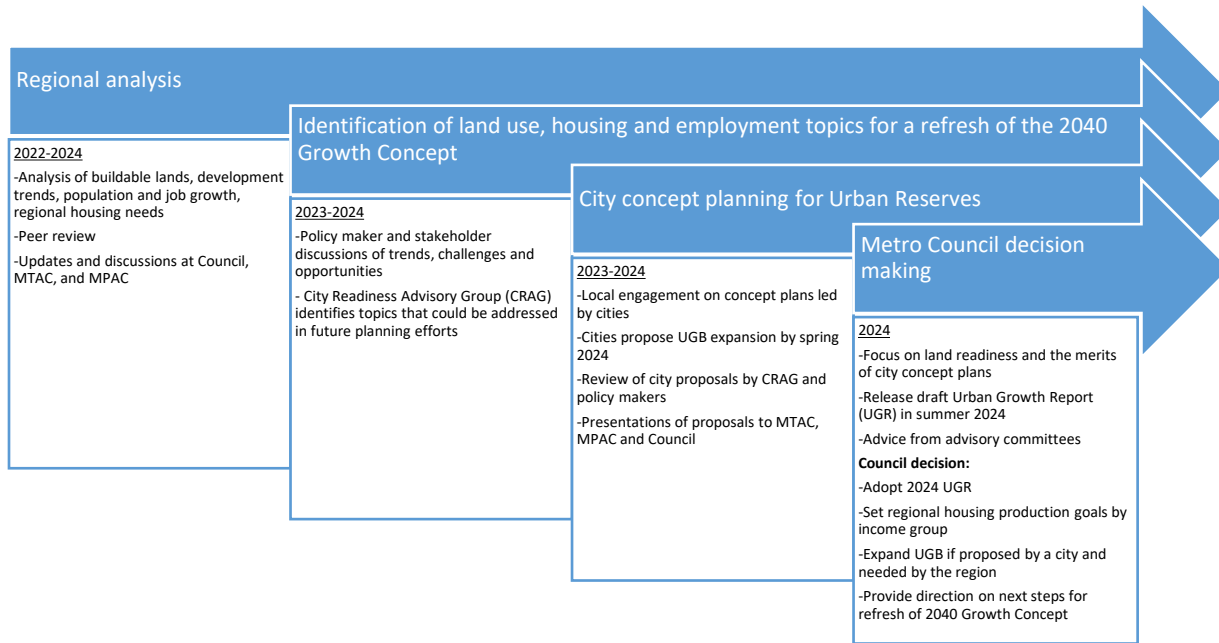 Regional analysis
2022-2024
-Analysis of buildable lands, development
trends, population and job growth,
regional housing needs
-Peer review
-Updates and discussions at Council,
MTAC, and MPAC
Identification of land use, housing and employment topics for a refresh of the 2040
Growth Concept
2023-2024
-Policy maker and stakeholder
discussions of trends, challenges and
opportunities
- City Readiness Advisory Group (CRAG)
identifies topics that could be addressed
in future planning efforts
City concept planning for Urban Reserves
2023-2024
-Local engagement on concept plans led
by cities
-Cities propose UGB expansion by spring
2024
-Review of city proposals by CRAG and
policy makers
-Presentations of proposals to MTAC,
MPAC and Council
Metro Council decision
making
2024
-Focus on land readiness and the merits
of city concept plans
-Release draft Urban Growth Report
(UGR) in summer 2024
-Advice from advisory committees
Council decision:
-Adopt 2024 UGR
-Set regional housing production goals by
income group
-Expand UGB if proposed by a city and
needed by the region
-Provide direction on next steps for
refresh of 2040 Growth Concept